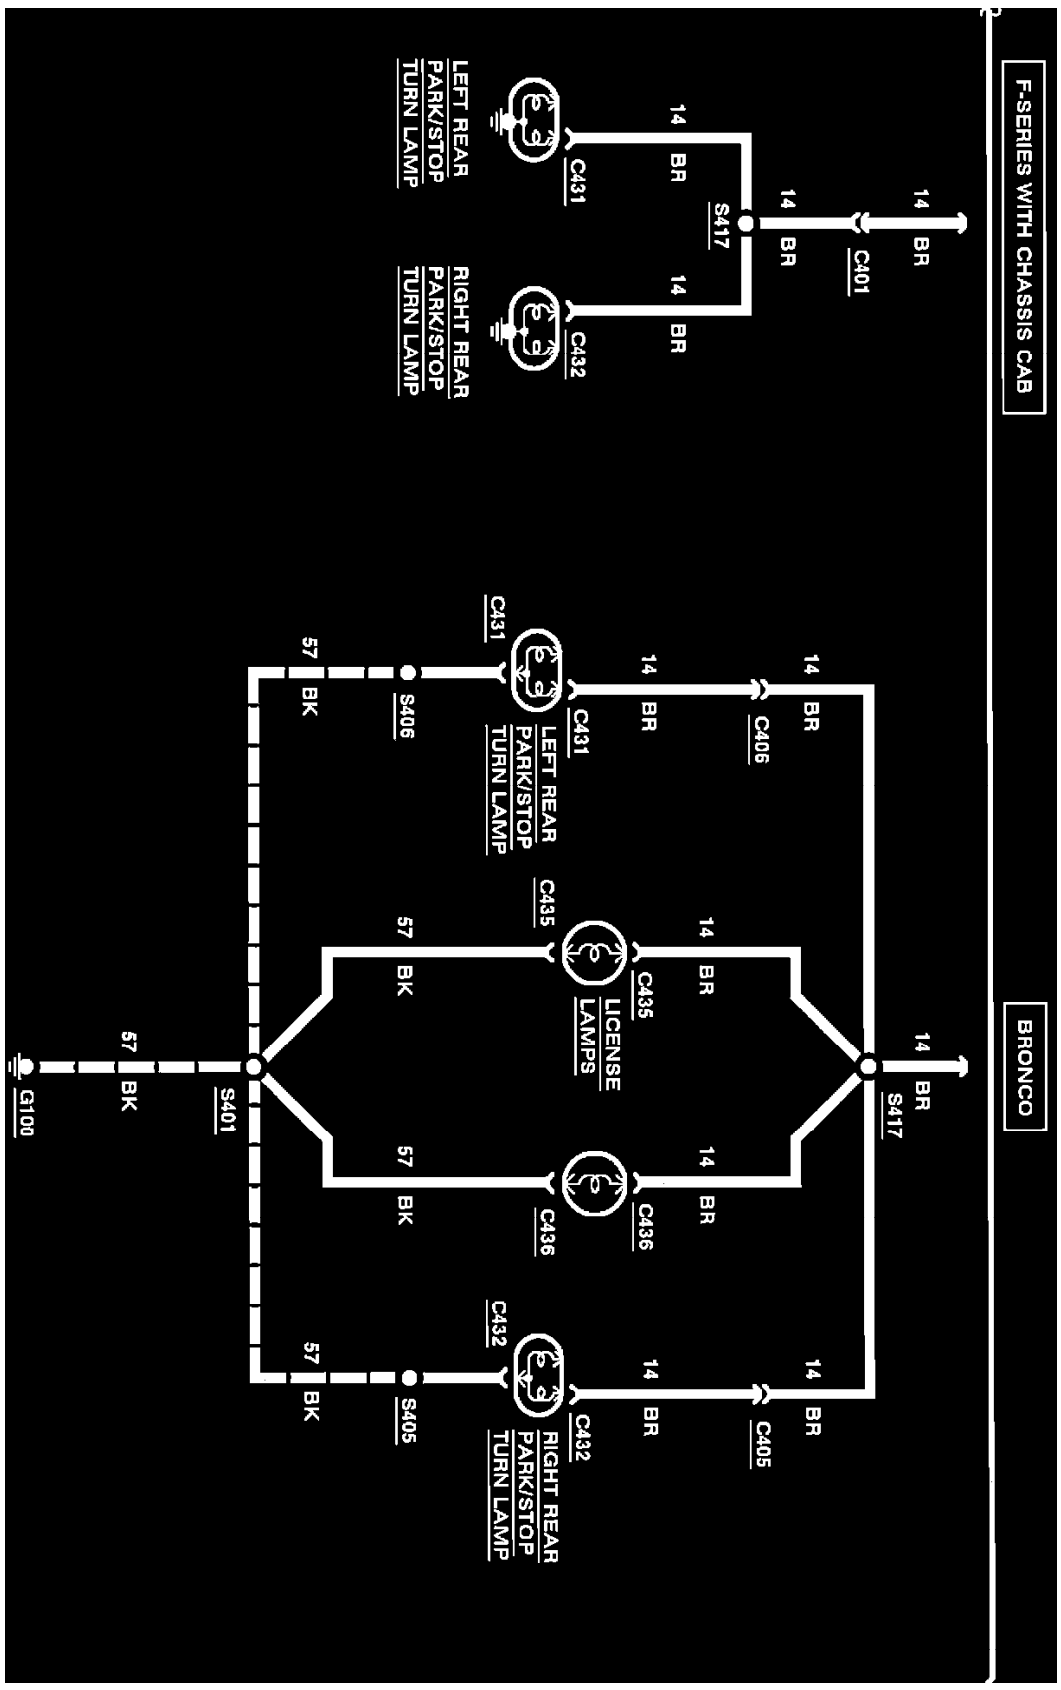 F-SERIES WITH CHASSIS CAB
14
BR
C401
14
BR
S417
14
BR
14
BR
C431
C432
LEFT REAR
PARK/STOP
TURN LAMP
RIGHT REAR
PARK/STOP
TURN LAMP
BRONCO
14
BR
S417
14
BR
14
BR
C406
C405
14
BR
14
BR
14
BR
14
BR
C435
C436
C431
C432
LICENSE
LAMPS
LEFT REAR
PARK/STOP
TURN LAMP
RIGHT REAR
PARK/STOP
TURN LAMP
C431
C435
C436
C432
S406
57
BK
57
BK
S405
57
BK
57
BK
S401
57
BK
G100